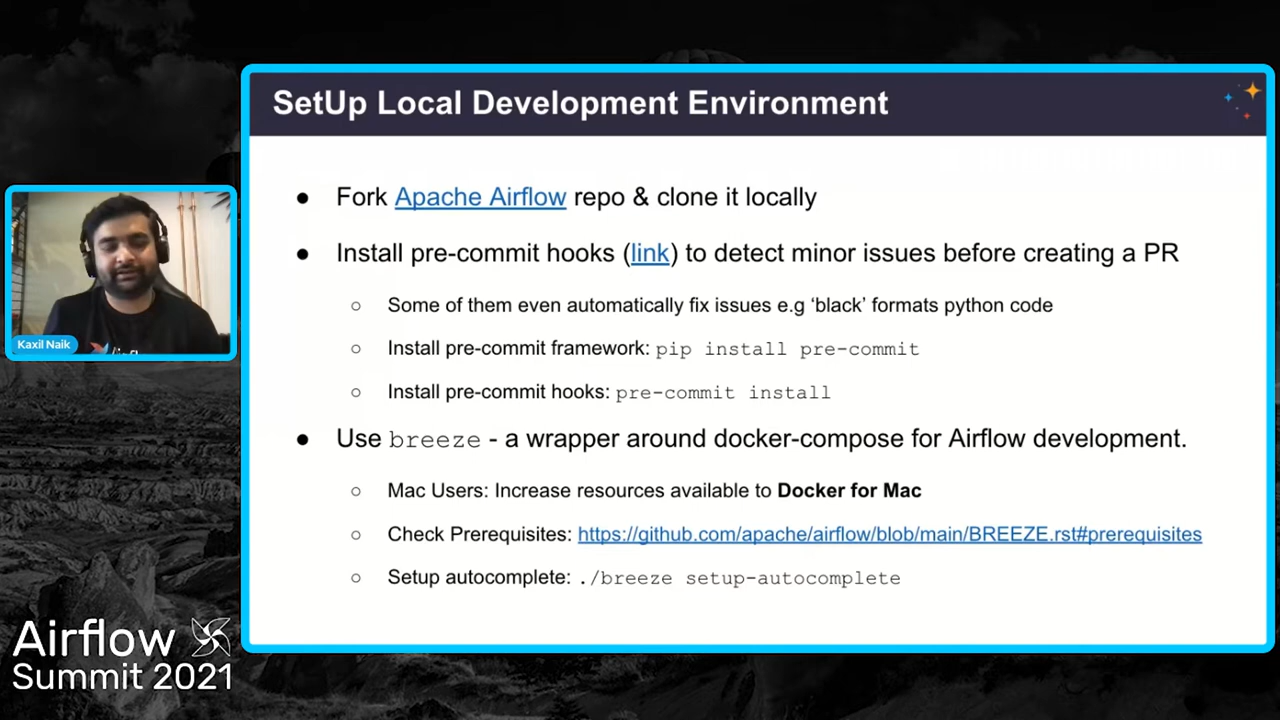 SetUp Local Development Environment
● Fork Apache Airflow repo & clone it locally
● Install pre-commit hooks (link) to detect minor issues before creating a PR
○ Some of them even automatically fix issues e.g ‘black’ formats python code
○ Install pre-commit framework: pip install pre-commit
○ Install pre-commit hooks: pre-commit install
● Use breeze - a wrapper around docker-compose for Airflow development.
○ Mac Users: Increase resources available to Docker for Mac
○ Check Prerequisites: https://github.com/apache/airflow/blob/main/BREEZE.rst#prerequisites
○ Setup autocomplete: ./breeze setup-autocomplete
Kaxil Naik
Airflow
Summit 2021